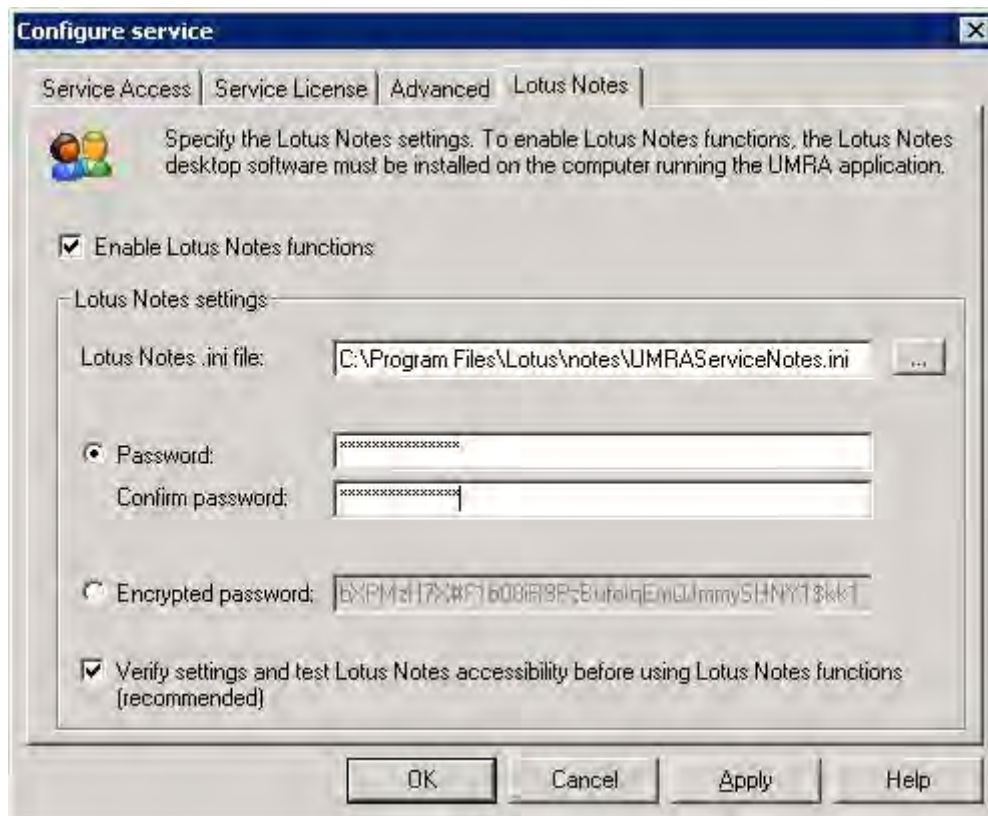 Configure service
Service Access
Service License
Advanced
Lotus Notes
Specify the Lotus Notes settings. To enable Lotus Notes functions, the Lotus Notes
desktop software must be installed on the computer running the UMRA application.
Enable Lotus Notes functions
Lotus Notes settings
Lotus Notes .ini file:
C:\Program Files\Lotus\notes\UMRAServiceNotes.ini
...
Password:
***************
Confirm password:
***************
Encrypted password:
Verify settings and test Lotus Notes accessibility before using Lotus Notes functions
(recommended)
OK
Cancel
Apply
Help